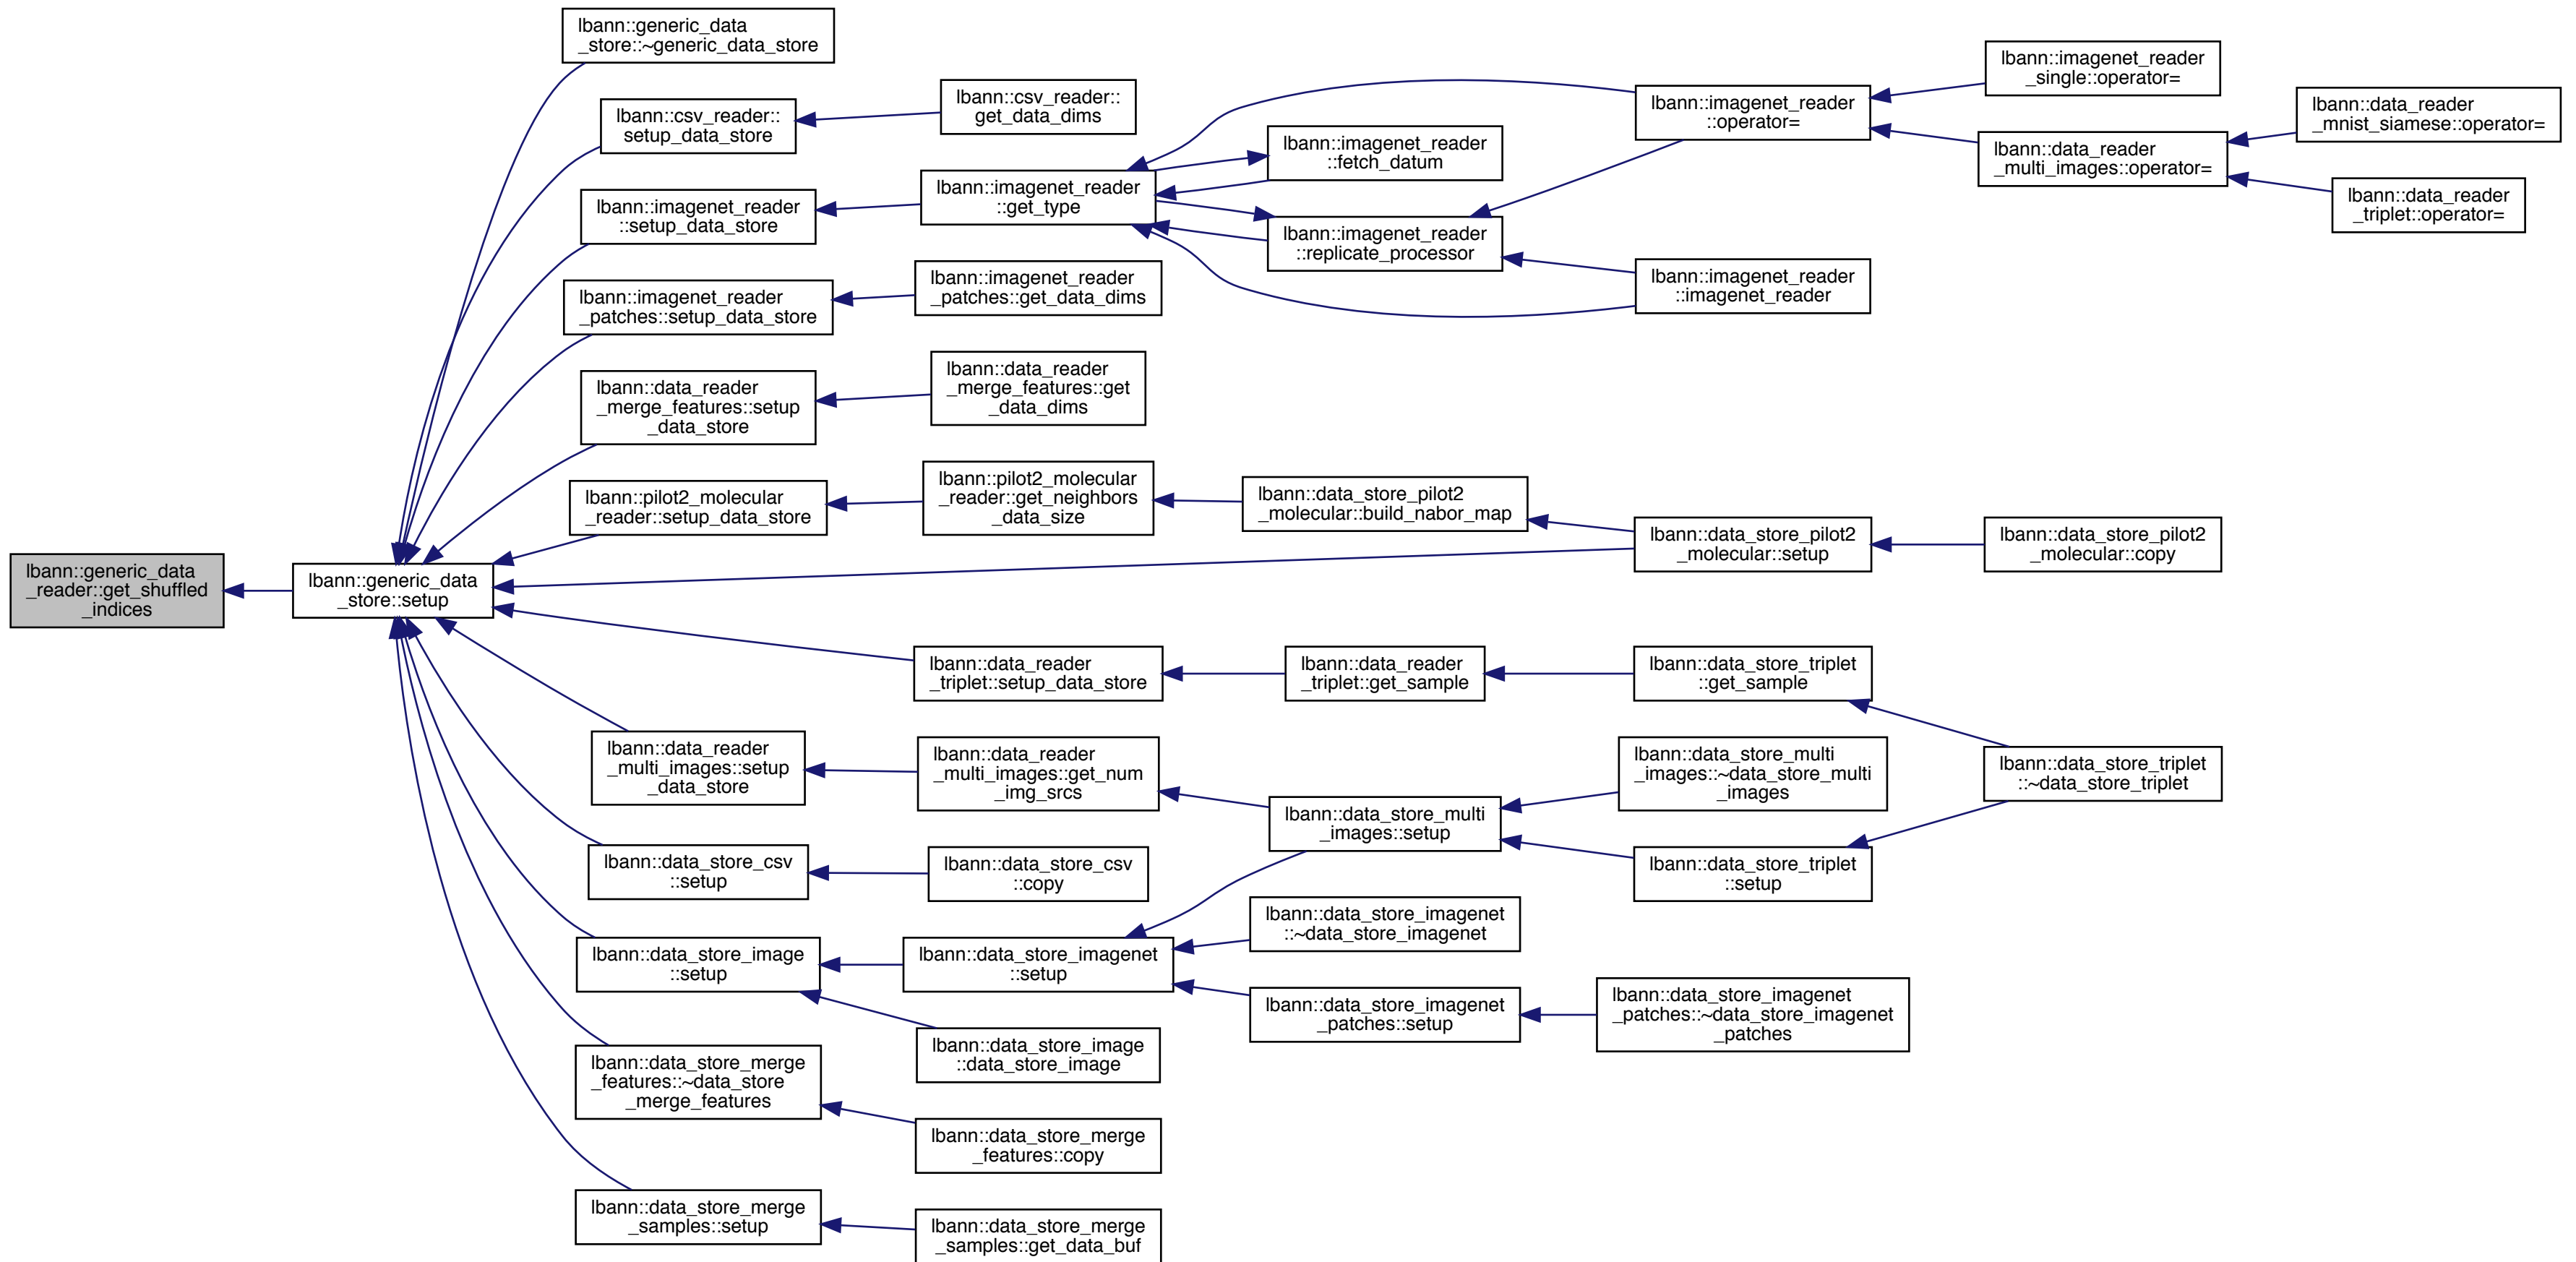 lbann::generic_data
_reader::get_shuffled
_indices
lbann::generic_data
_store::setup
lbann::generic_data
_store::~generic_data_store
lbann::csv_reader::
setup_data_store
lbann::csv_reader::
get_data_dims
lbann::imagenet_reader
::setup_data_store
lbann::imagenet_reader
::get_type
lbann::imagenet_reader
::fetch_datum
lbann::imagenet_reader
::replicate_processor
lbann::imagenet_reader
::operator=
lbann::imagenet_reader
::imagenet_reader
lbann::imagenet_reader
_single::operator=
lbann::data_reader
_multi_images::operator=
lbann::data_reader
_mnist_siamese::operator=
lbann::data_reader
_triplet::operator=
lbann::imagenet_reader
_patches::setup_data_store
lbann::imagenet_reader
_patches::get_data_dims
lbann::data_reader
_merge_features::setup
_data_store
lbann::data_reader
_merge_features::get
_data_dims
lbann::pilot2_molecular
_reader::setup_data_store
lbann::pilot2_molecular
_reader::get_neighbors
_data_size
lbann::data_store_pilot2
_molecular::build_nabor_map
lbann::data_store_pilot2
_molecular::setup
lbann::data_store_pilot2
_molecular::copy
lbann::data_reader
_triplet::setup_data_store
lbann::data_reader
_triplet::get_sample
lbann::data_store_triplet
::get_sample
lbann::data_store_triplet
::~data_store_triplet
lbann::data_reader
_multi_images::setup
_data_store
lbann::data_reader
_multi_images::get_num
_img_srcs
lbann::data_store_multi
_images::setup
lbann::data_store_multi
_images::~data_store_multi
_images
lbann::data_store_triplet
::setup
lbann::data_store_csv
::setup
lbann::data_store_csv
::copy
lbann::data_store_image
::setup
lbann::data_store_imagenet
::setup
lbann::data_store_imagenet
::~data_store_imagenet
lbann::data_store_imagenet
_patches::setup
lbann::data_store_imagenet
_patches::~data_store_imagenet
_patches
lbann::data_store_image
::data_store_image
lbann::data_store_merge
_features::~data_store
_merge_features
lbann::data_store_merge
_features::copy
lbann::data_store_merge
_samples::setup
lbann::data_store_merge
_samples::get_data_buf